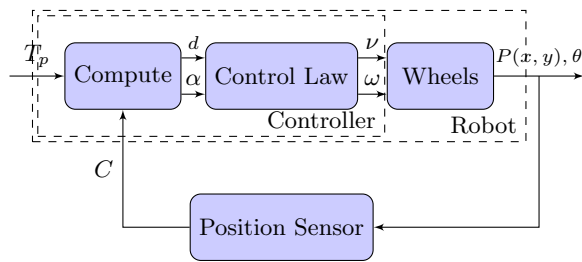 T_p
Compute
d
α
Control Law
ν
ω
Wheels
P(x, y), θ
Controller
Robot
C
Position Sensor